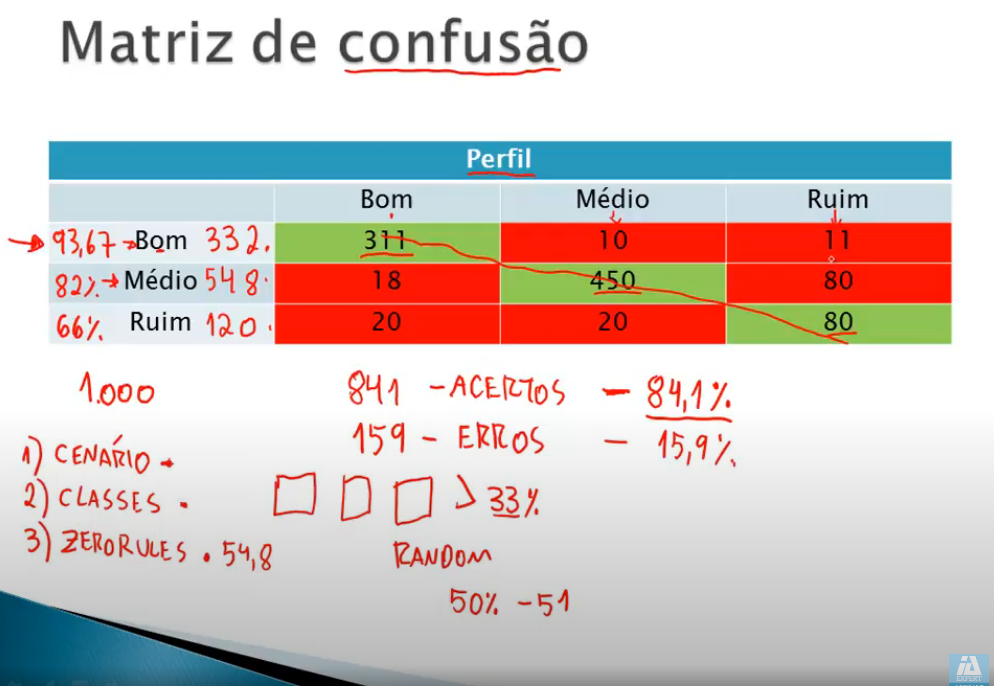 Matriz de confusão
Perfil
Bom Médio Ruim
93,67 Bom 332. 311 10 11
82% Médio 548. 18 450 80
66% Ruim 120. 20 20 80
1.000 841 - ACERTOS - 84,1%
159 - ERROS - 15,9%
1) CENÁRIO
2) CLASSES . 33%
3) ZERORULES . 54,8 RANDOM
50% - 51
IA
EXPERT